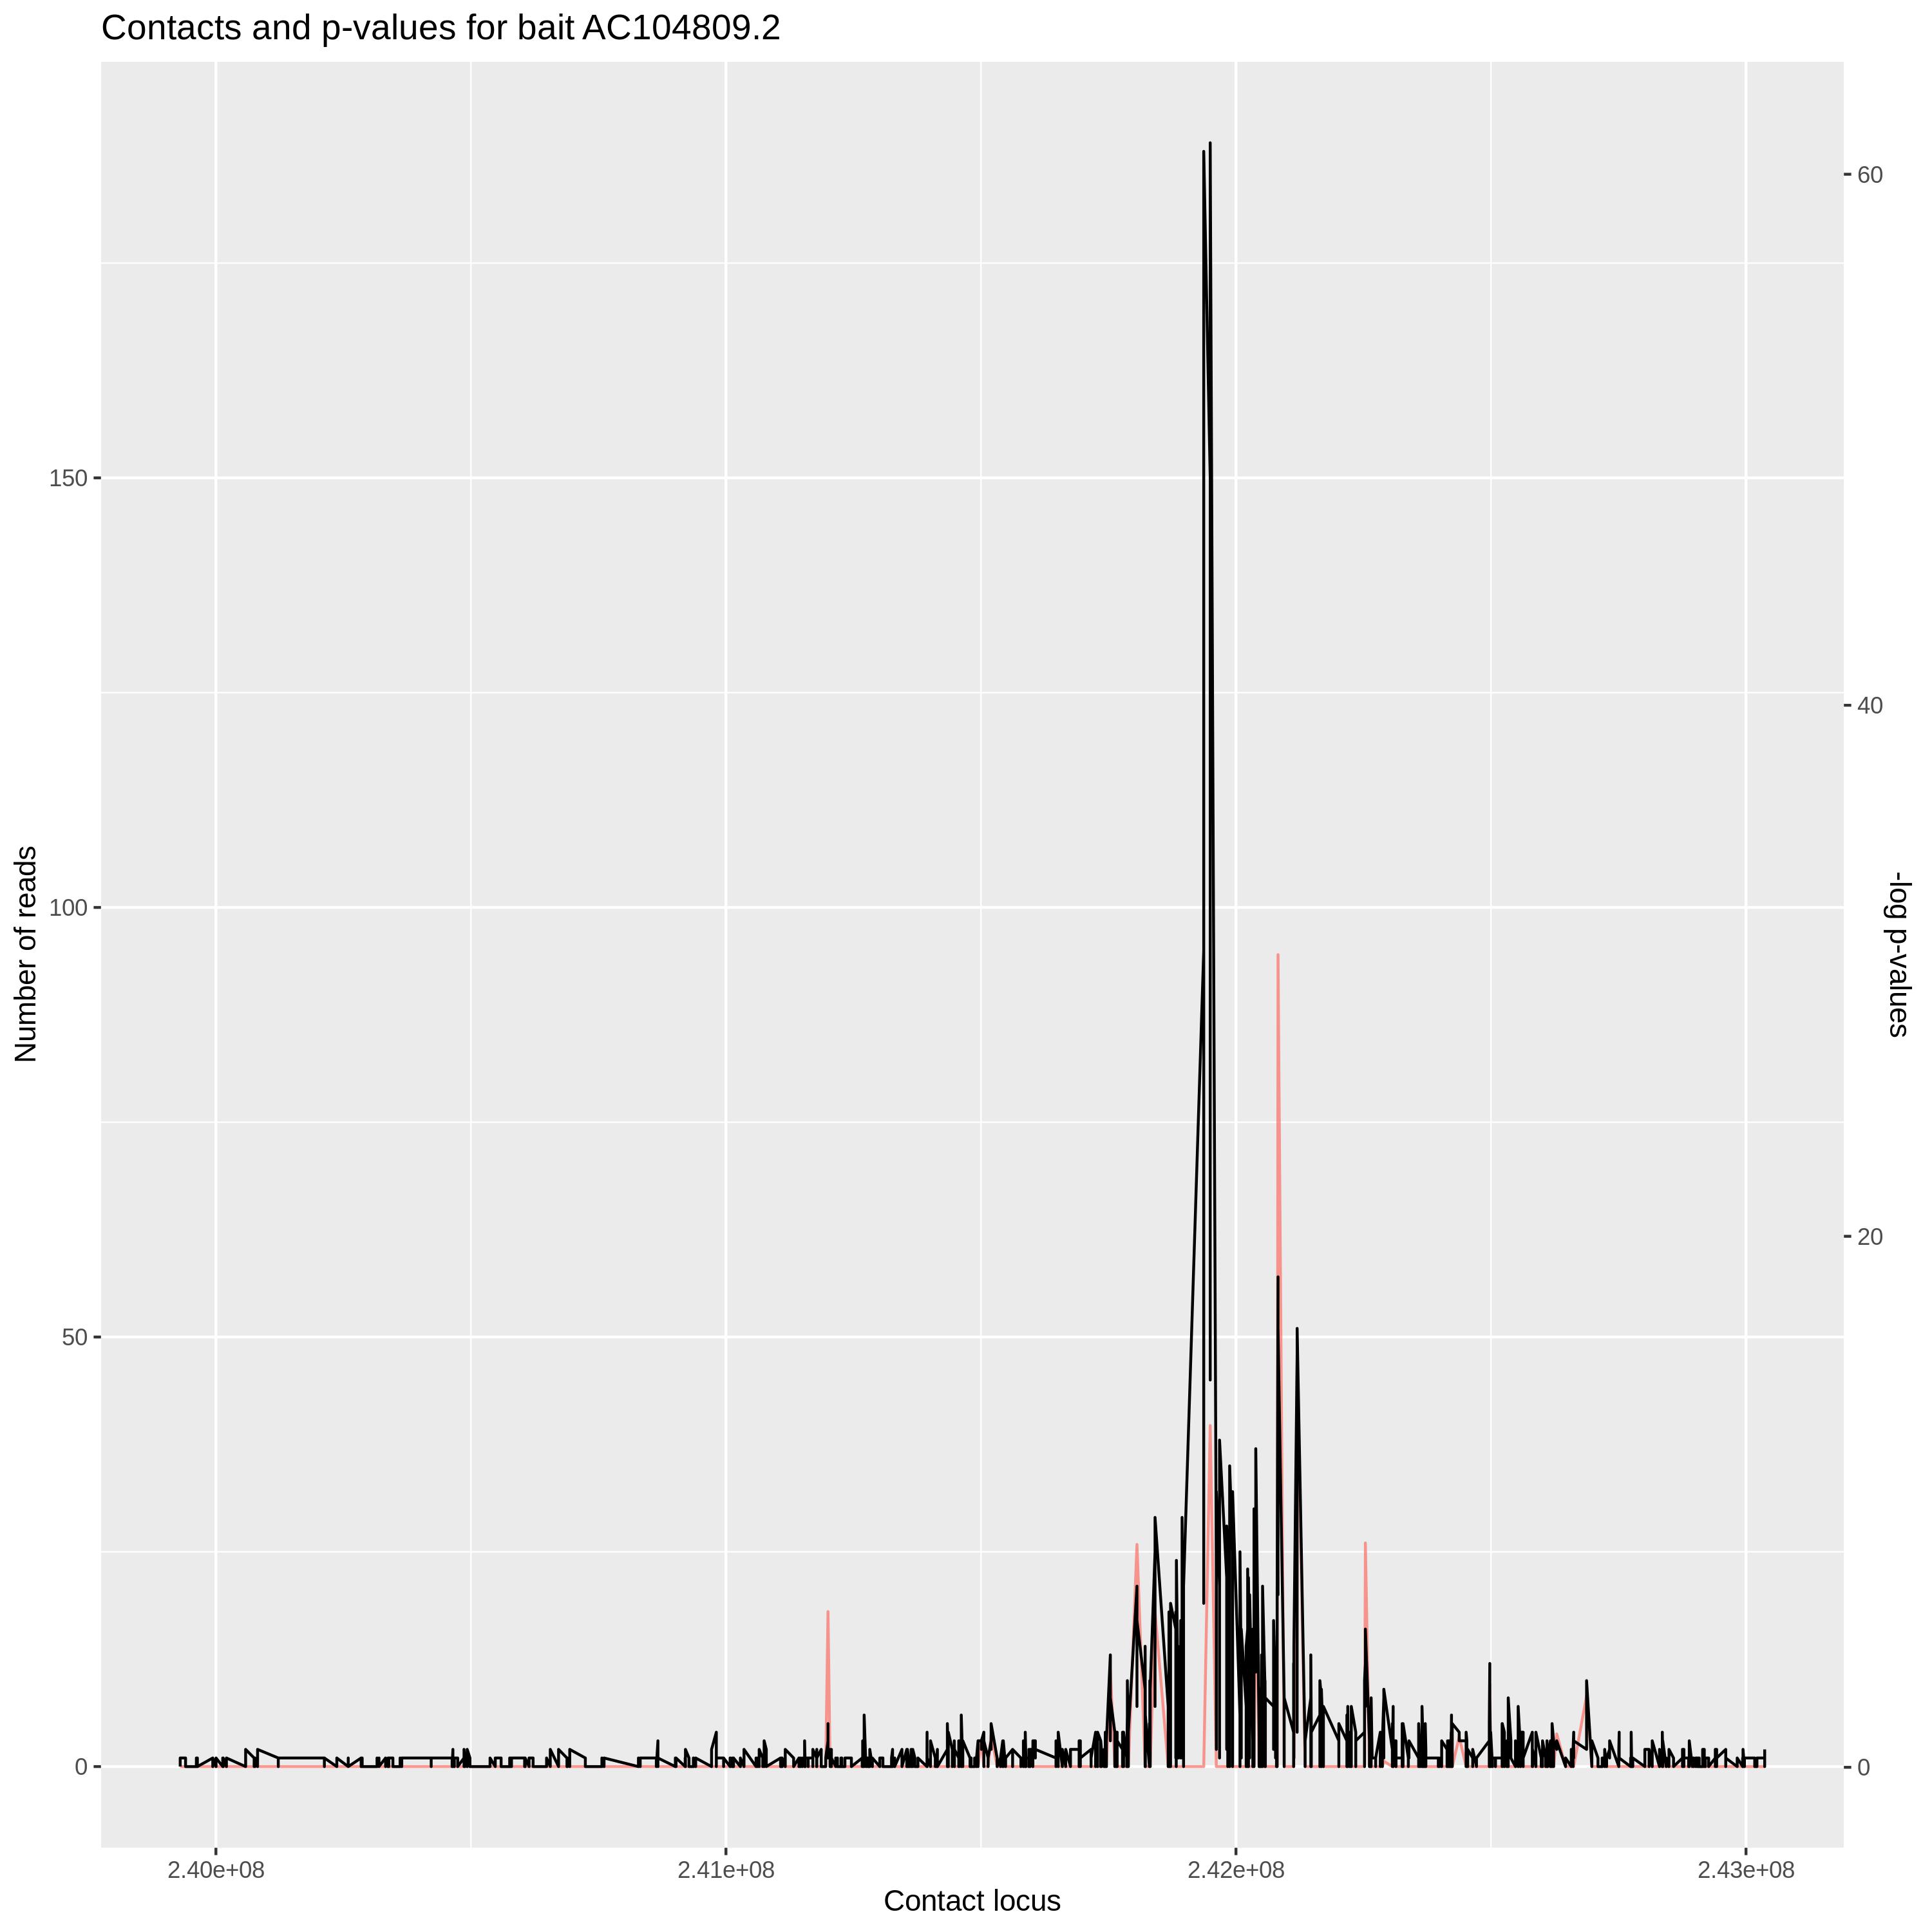 Contacts and p-values for bait AC104809.2
Number of reads
150
100
50
0
60
40
20
0
-log p-values
2.40e+08
2.41e+08
2.42e+08
2.43e+08
Contact locus